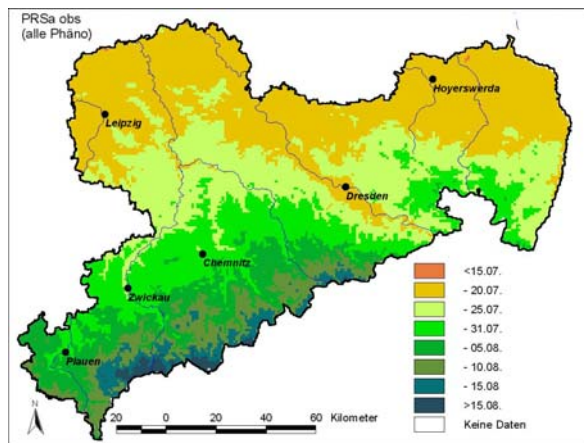 PRSa obs
(alle Phäno)
Hoyerswerda
Leipzig
Dresden
Chemnitz
Zwickau
Plauen
<15.07.
- 20.07.
- 25.07.
- 31.07.
- 05.08.
- 10.08.
- 15.08
>15.08.
Keine Daten
N
20 0 20 40 60 Kilometer